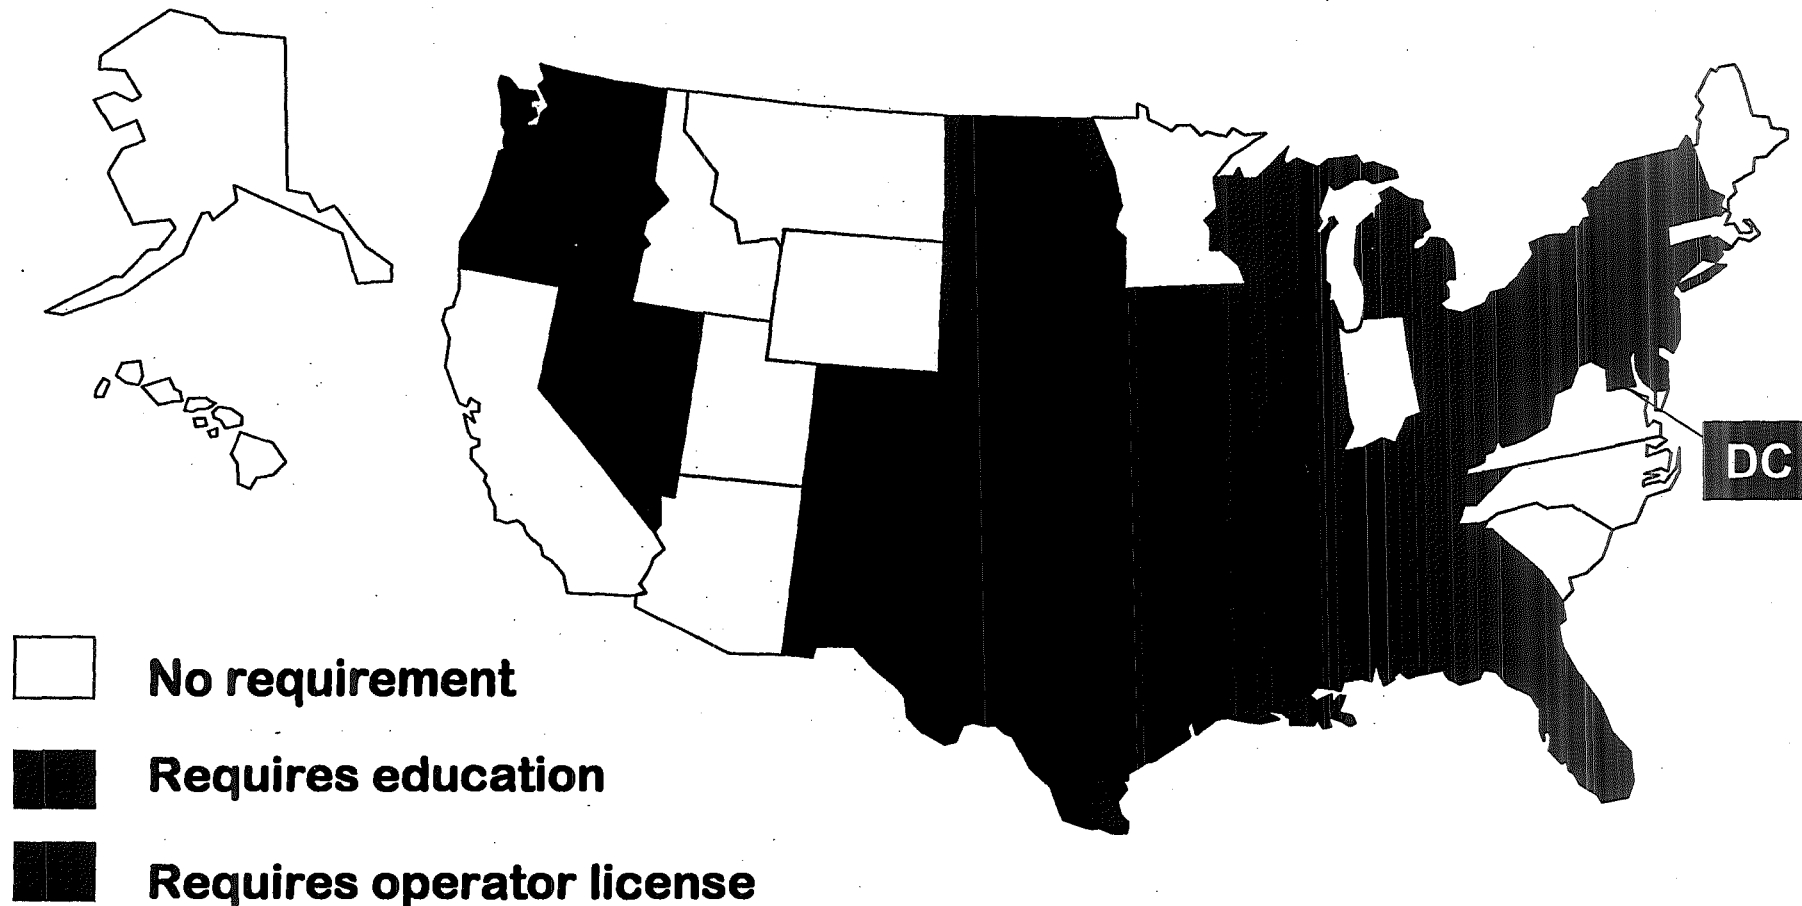 DC
No requirement
Requires education
Requires operator license